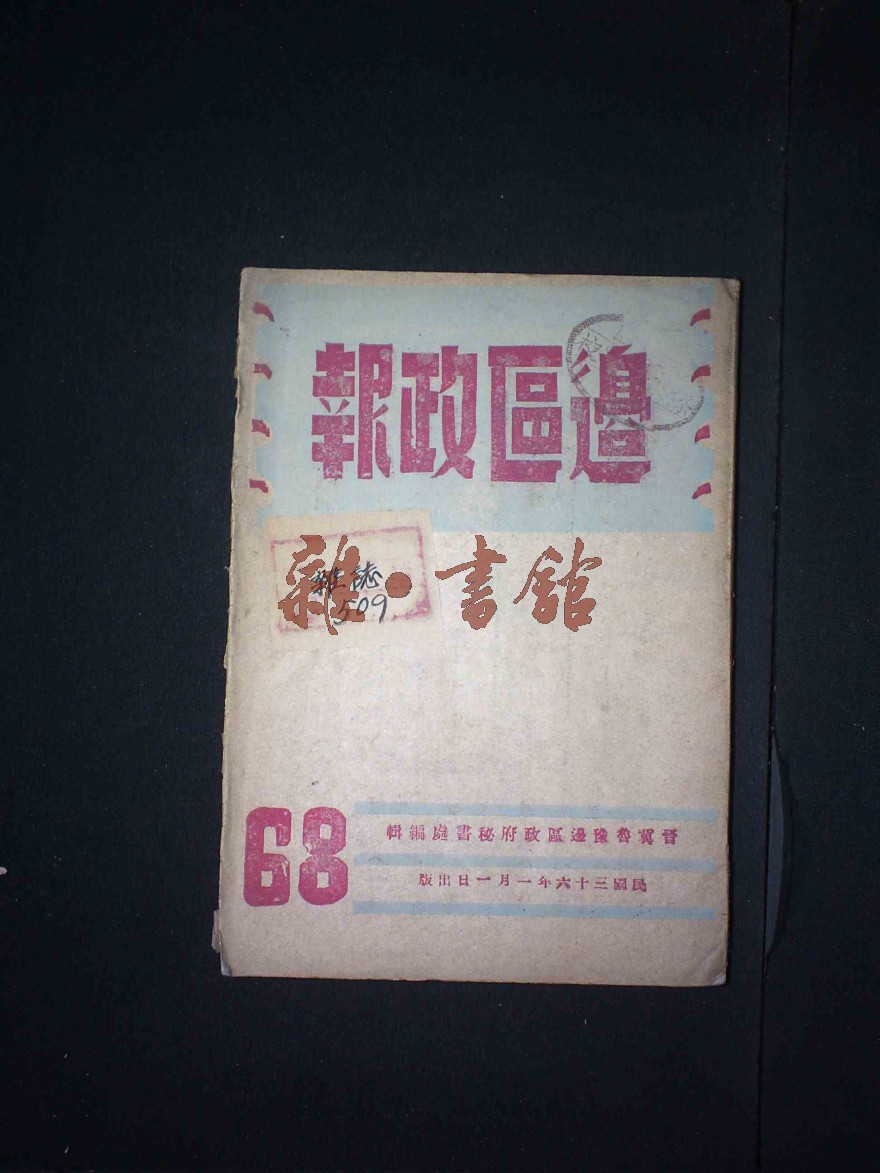 邊區政報
雜誌
509
雜·書館
68
晉冀魯豫邊區政府秘書處編輯
民國三十六年一月一日出版